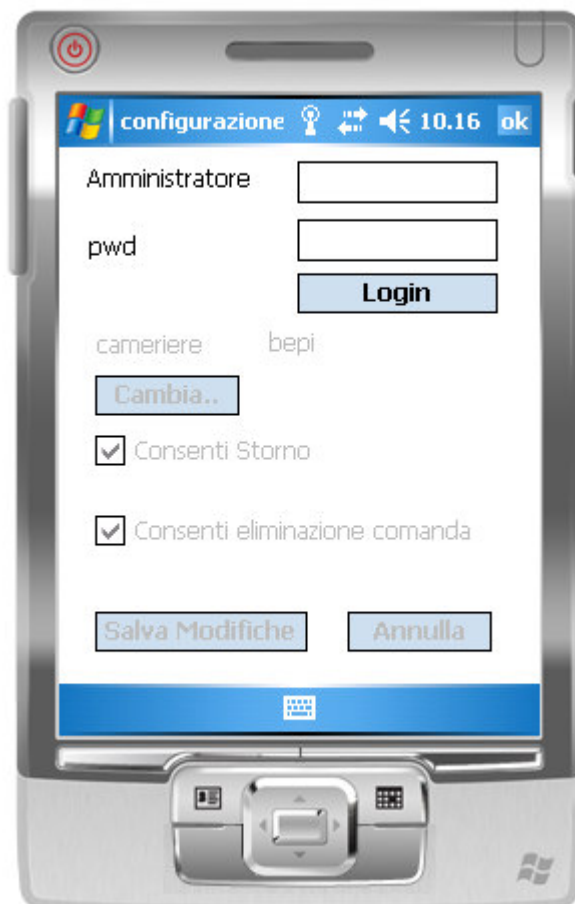 configurazione 10.16 ok
Amministratore
pwd
Login
cameriere bepi
Cambia..
Consenti Storno
Consenti eliminazione comanda
Salva Modifiche Annulla